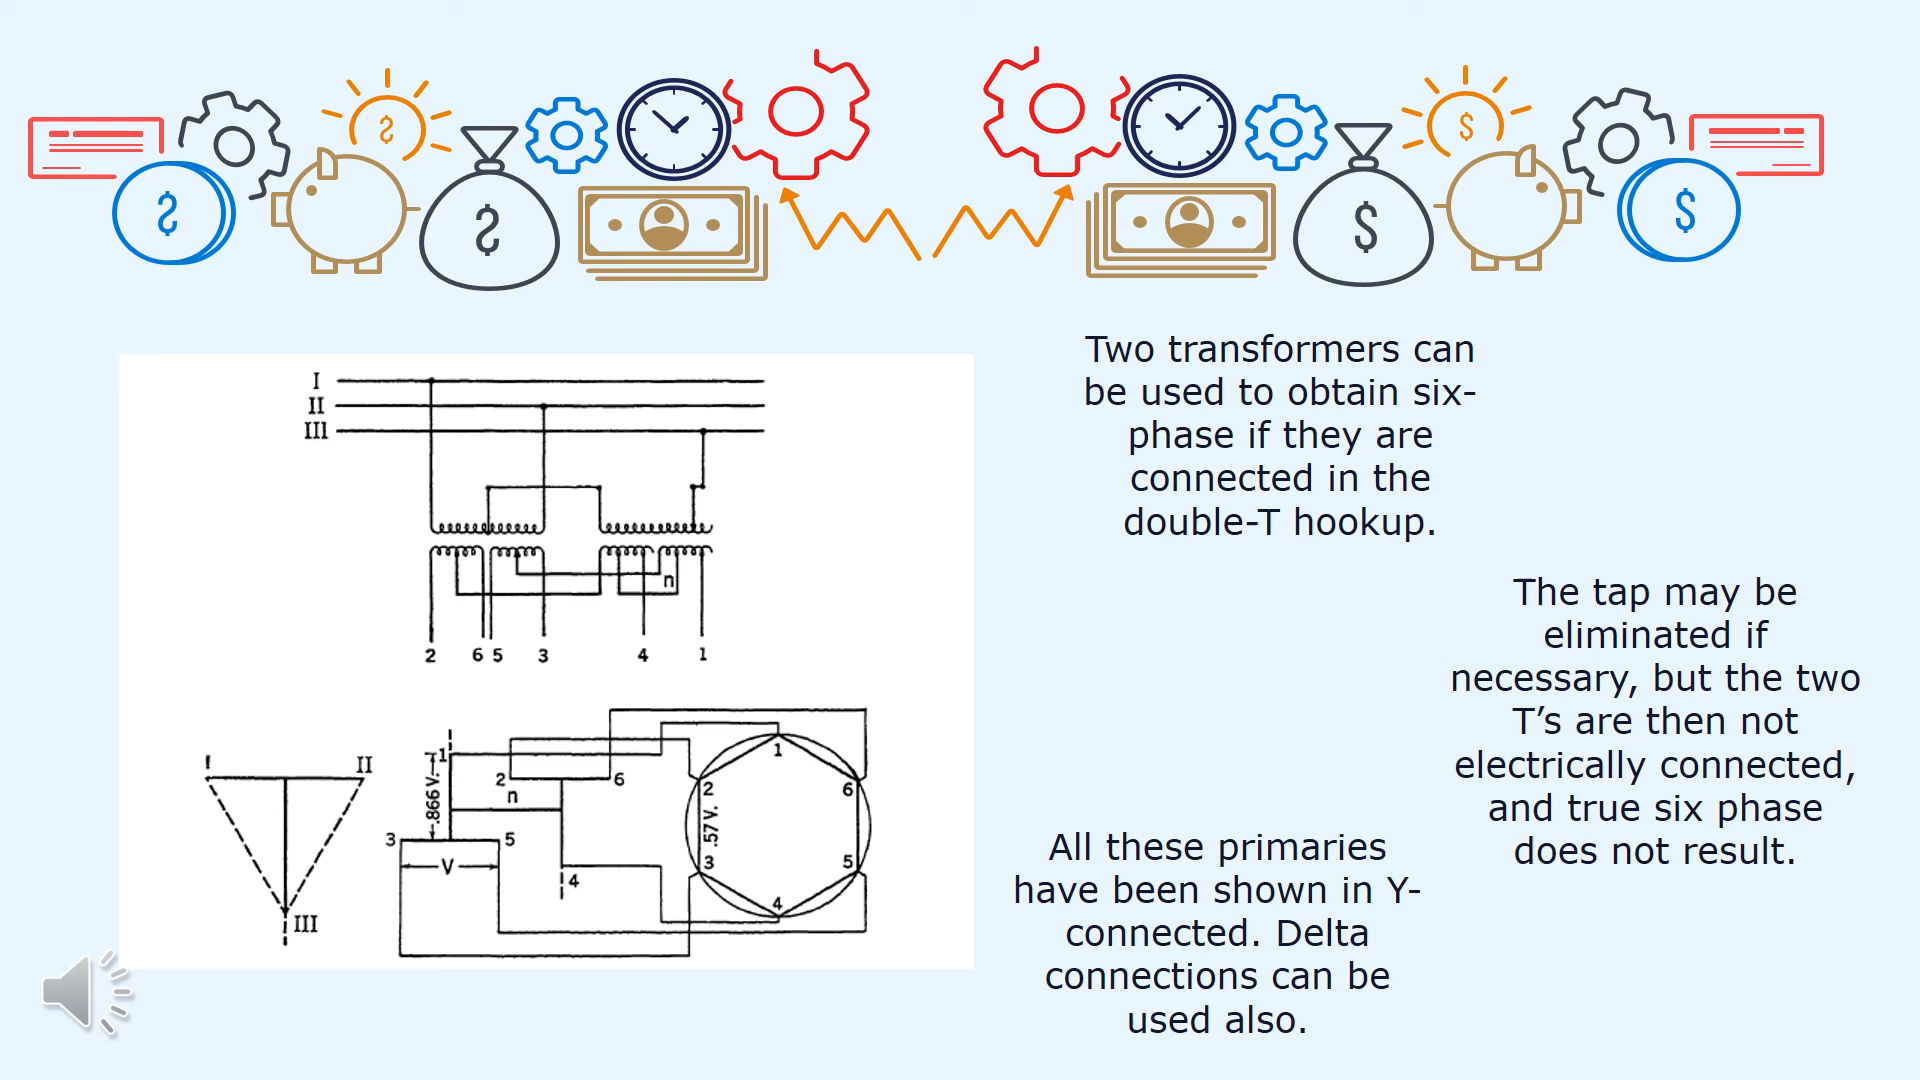 $
$
$
$
$
$
Two transformers can
be used to obtain six-
phase if they are
connected in the
double-T hookup.
The tap may be
eliminated if
necessary, but the two
T’s are then not
electrically connected,
and true six phase
does not result.
All these primaries
have been shown in Y-
connected. Delta
connections can be
used also.
I
II
III
n
2 6 5 3 4 1
I II
III
1
.866 V.
2 6
n
3 5
V
4
1
2 6
.57 V.
3 5
4